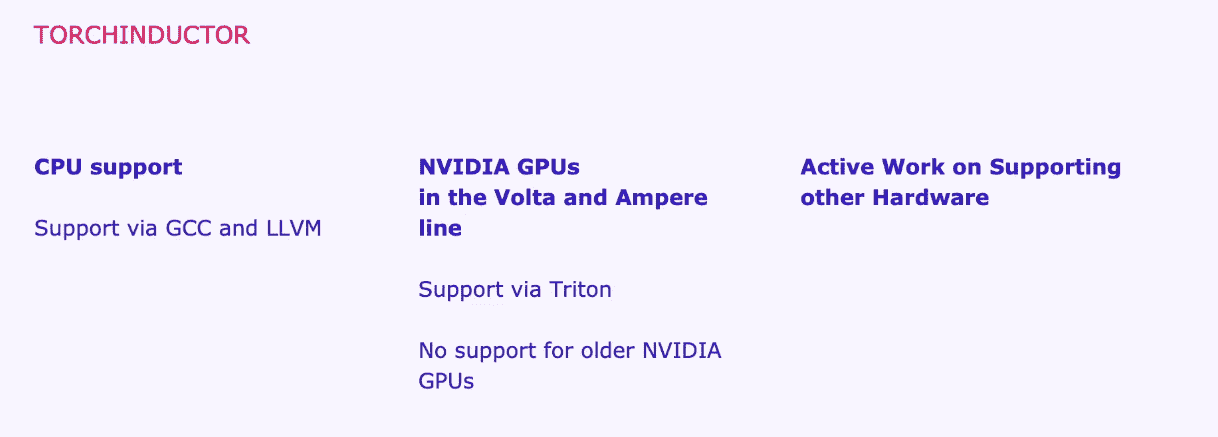 TORCHINDUCTOR
CPU support
Support via GCC and LLVM
NVIDIA GPUs
in the Volta and Ampere
line
Support via Triton
No support for older NVIDIA
GPUs
Active Work on Supporting
other Hardware